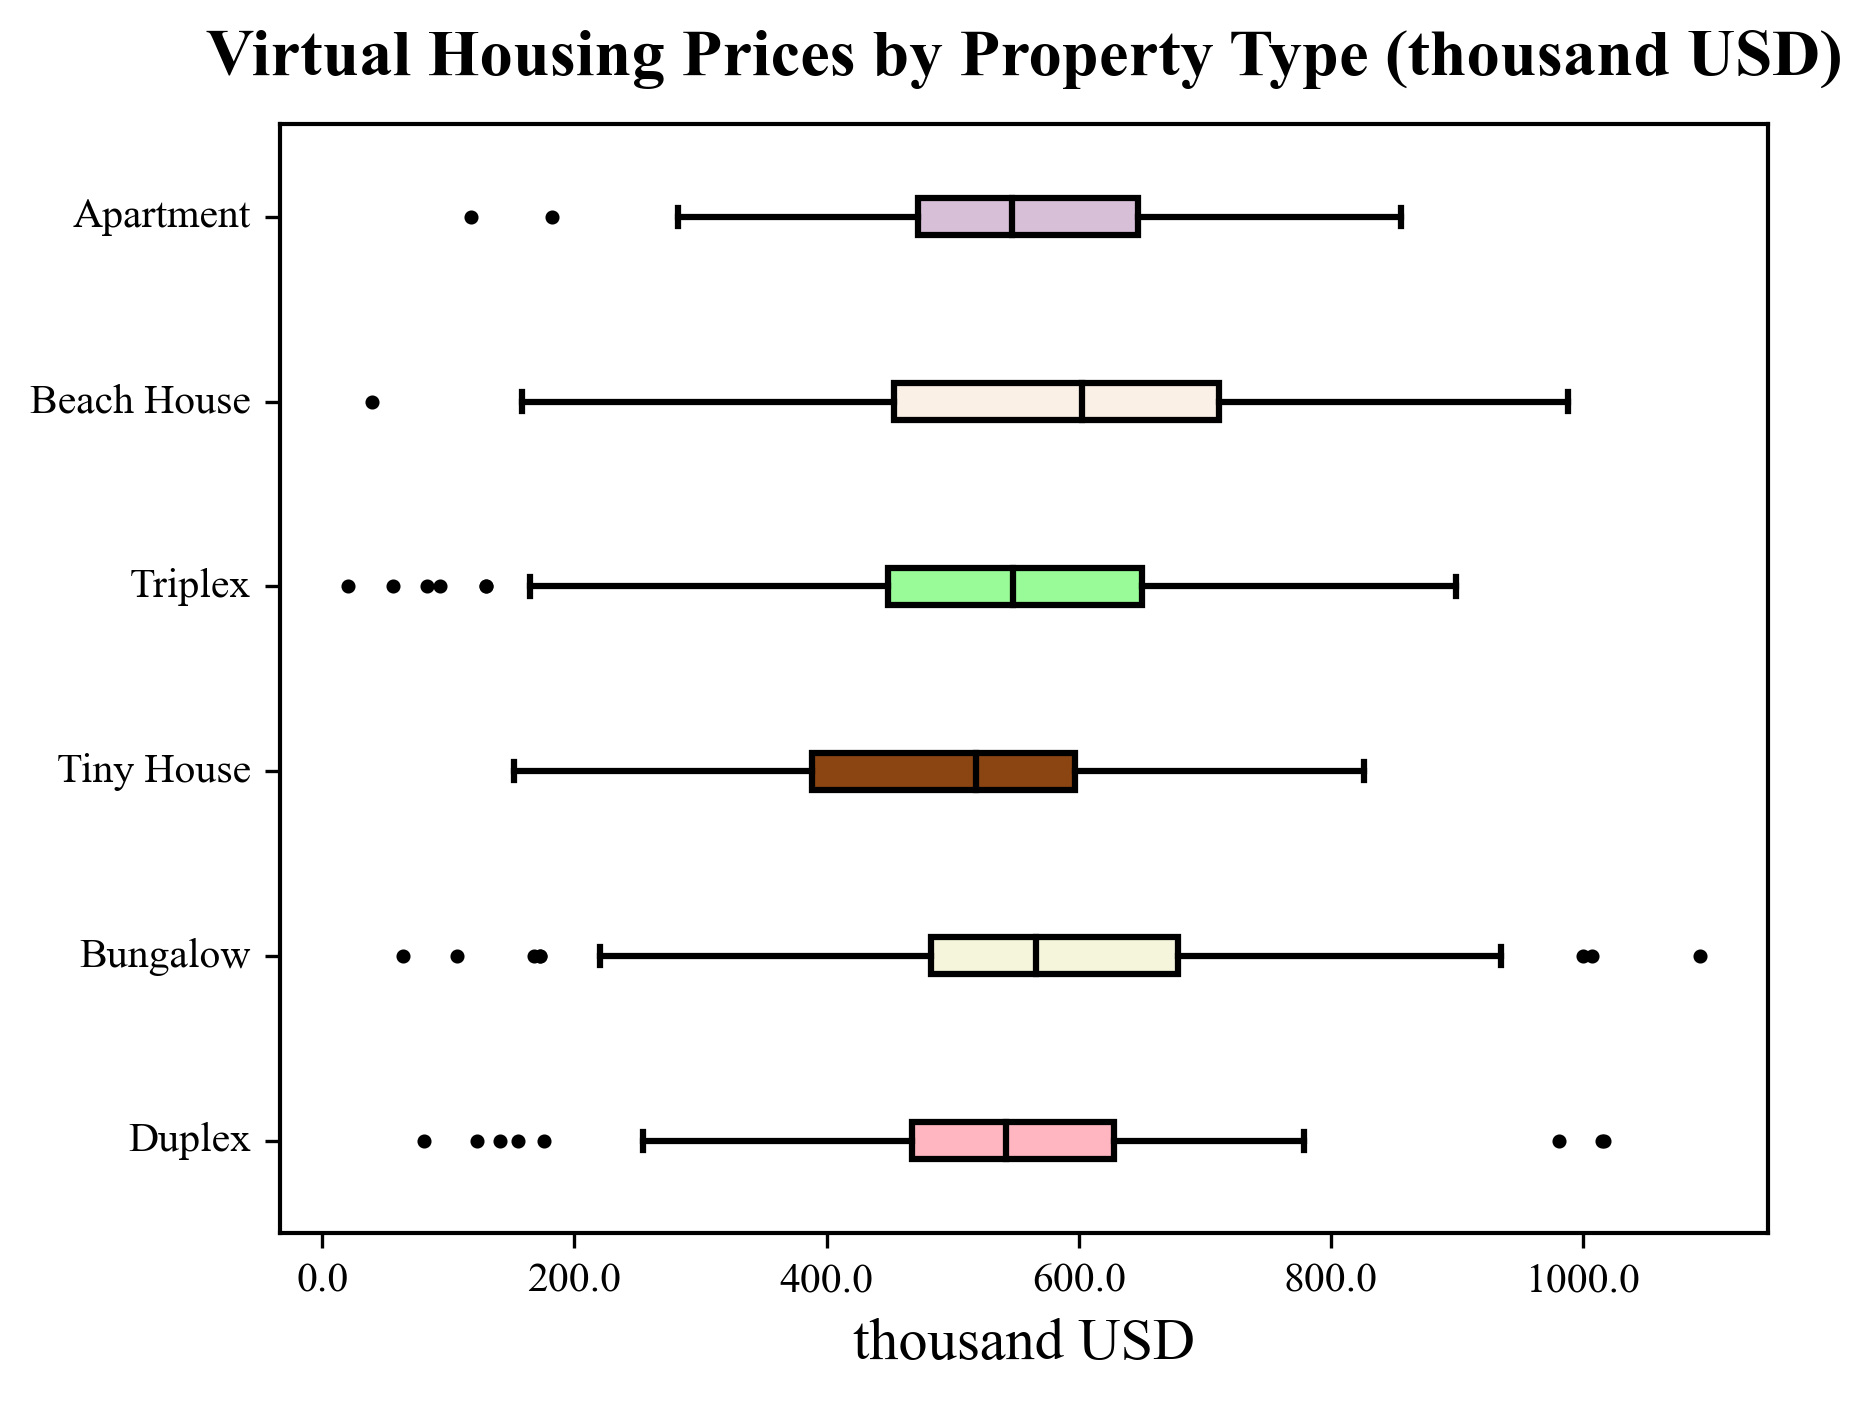 Virtual Housing Prices by Property Type (thousand USD)
Apartment
Beach House
Triplex
Tiny House
Bungalow
Duplex
0.0 200.0 400.0 600.0 800.0 1000.0
thousand USD